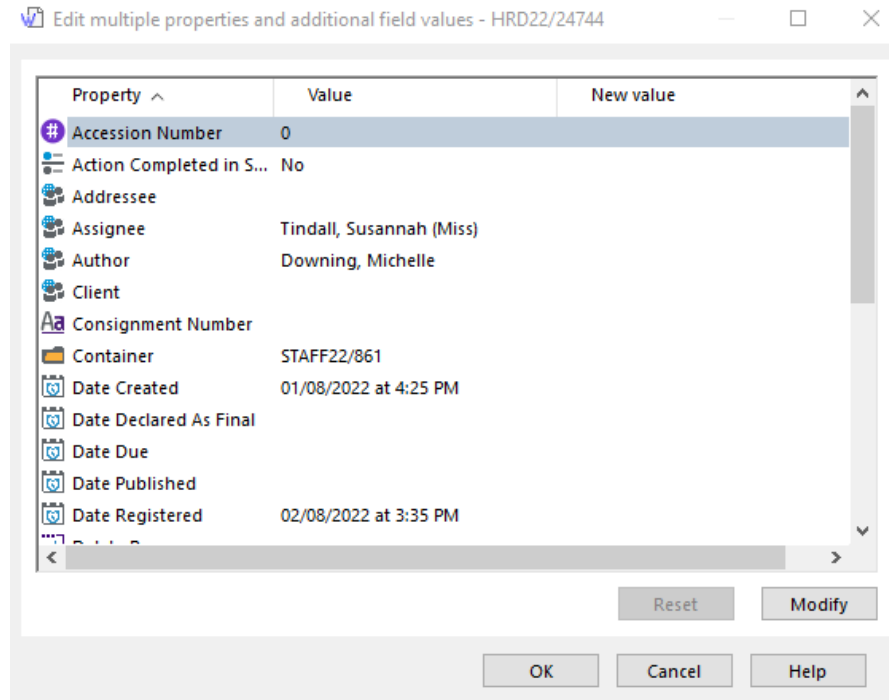 Edit multiple properties and additional field values - HRD22/24744
Property Value New value
Accession Number 0
Action Completed in S... No
Addressee
Assignee Tindall, Susannah (Miss)
Author Downing, Michelle
Client
Aa Consignment Number
Container STAFF22/861
Date Created 01/08/2022 at 4:25 PM
Date Declared As Final
Date Due
Date Published
Date Registered 02/08/2022 at 3:35 PM
Reset Modify
OK Cancel Help